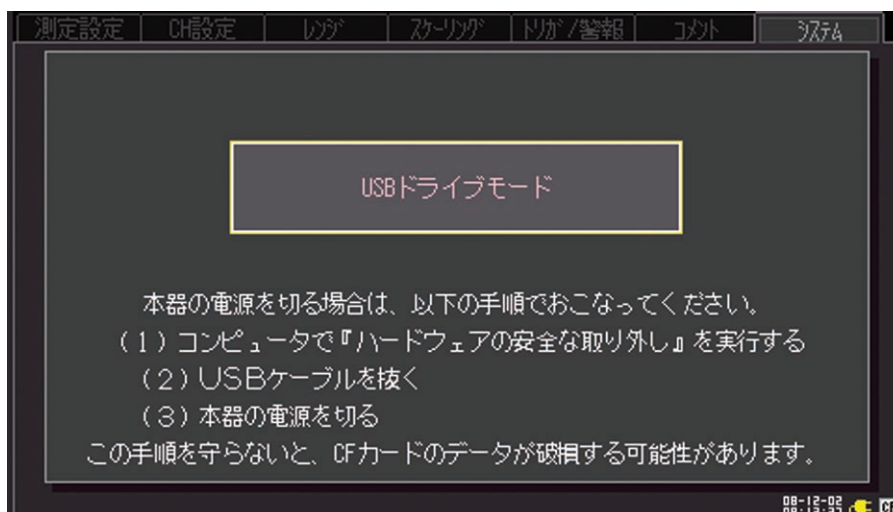 測定設定 CH設定 レンジ スケーリング トリガ/警報 コメント システム
USBドライブモード
本器の電源を切る場合は、以下の手順でおこなってください。
(1)コンピュータで『ハードウェアの安全な取り外し』を実行する
(2)USBケーブルを抜く
(3)本器の電源を切る
この手順を守らないと、CFカードのデータが破損する可能性があります。
08-12-02